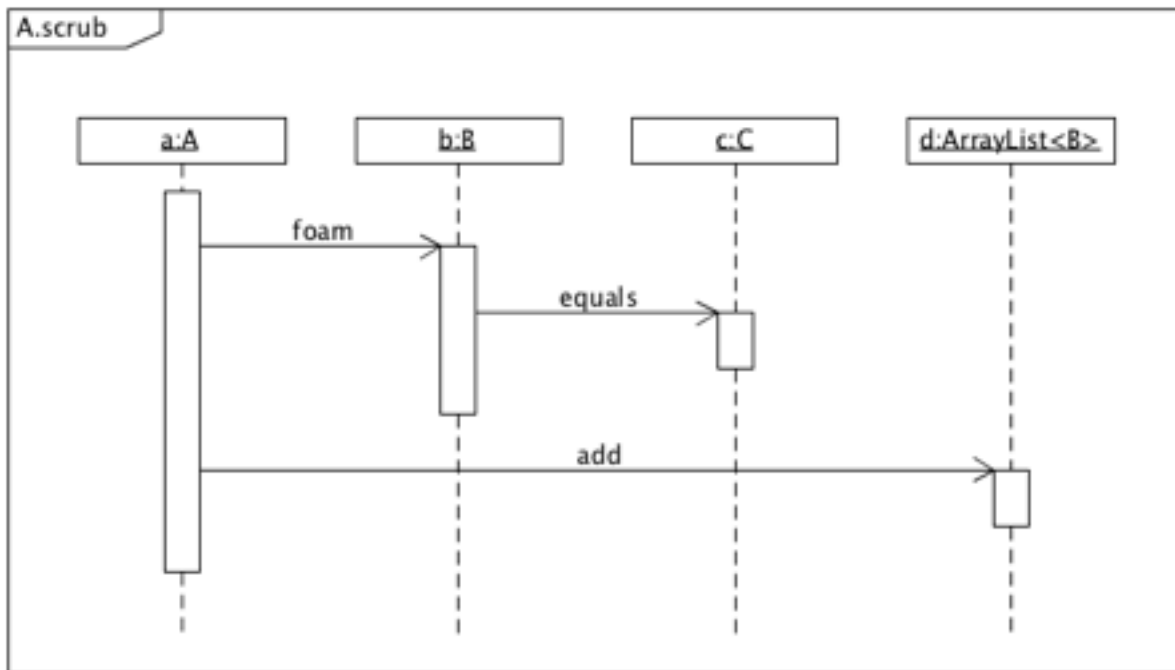 A.scrub
a:A
b:B
c:C
d:ArrayList<B>
foam
equals
add